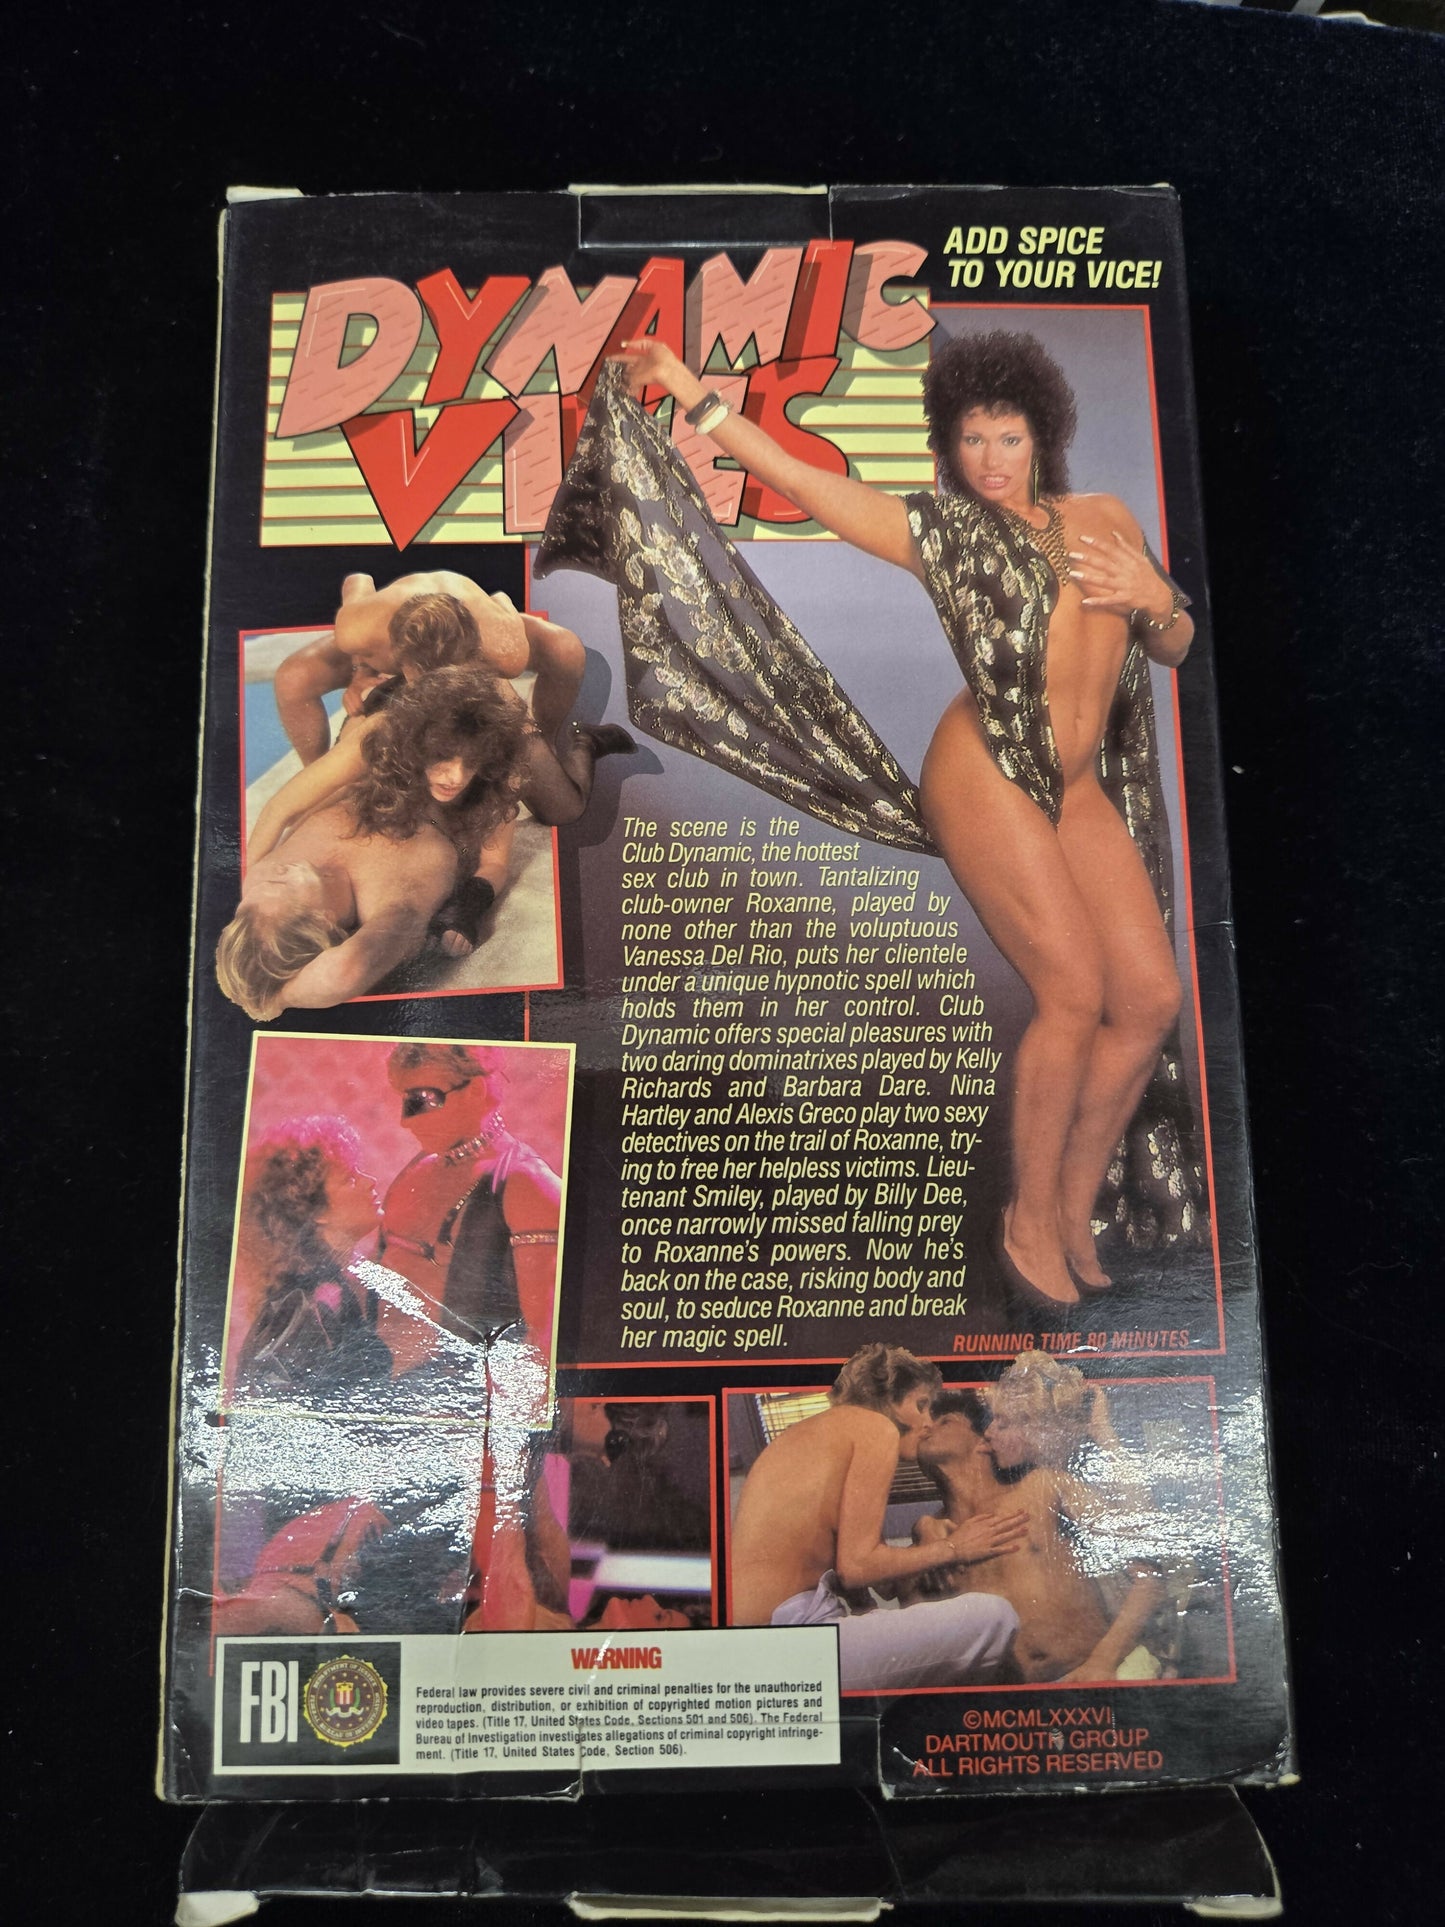 ADD SPICE
TO YOUR VICE!
DYNAMIC
VICES
The scene is the
Club Dynamic, the hottest
sex club in town. Tantalizing
club-owner Roxanne, played by
none other than the voluptuous
Vanessa Del Rio, puts her clientele
under a unique hypnotic spell which
holds them in her control. Club
Dynamic offers special pleasures with
two daring dominatrixes played by Kelly
Richards and Barbara Dare. Nina
Hartley and Alexis Greco play two sexy
detectives on the trail of Roxanne, try-
ing to free her helpless victims. Lieu-
tenant Smiley, played by Billy Dee,
once narrowly missed falling prey
to Roxanne's powers. Now he's
back on the case, risking body and
soul, to seduce Roxanne and break
her magic spell.
RUNNING TIME 80 MINUTES
FBI
WARNING
Federal law provides severe civil and criminal penalties for the unauthorized
reproduction, distribution, or exhibition of copyrighted motion pictures and
video tapes. (Title 17, United States Code, Sections 501 and 506). The Federal
Bureau of Investigation investigates allegations of criminal copyright infringe-
ment. (Title 17, United States Code, Section 506).
©MCMLXXXVI
DARTMOUTH GROUP
ALL RIGHTS RESERVED